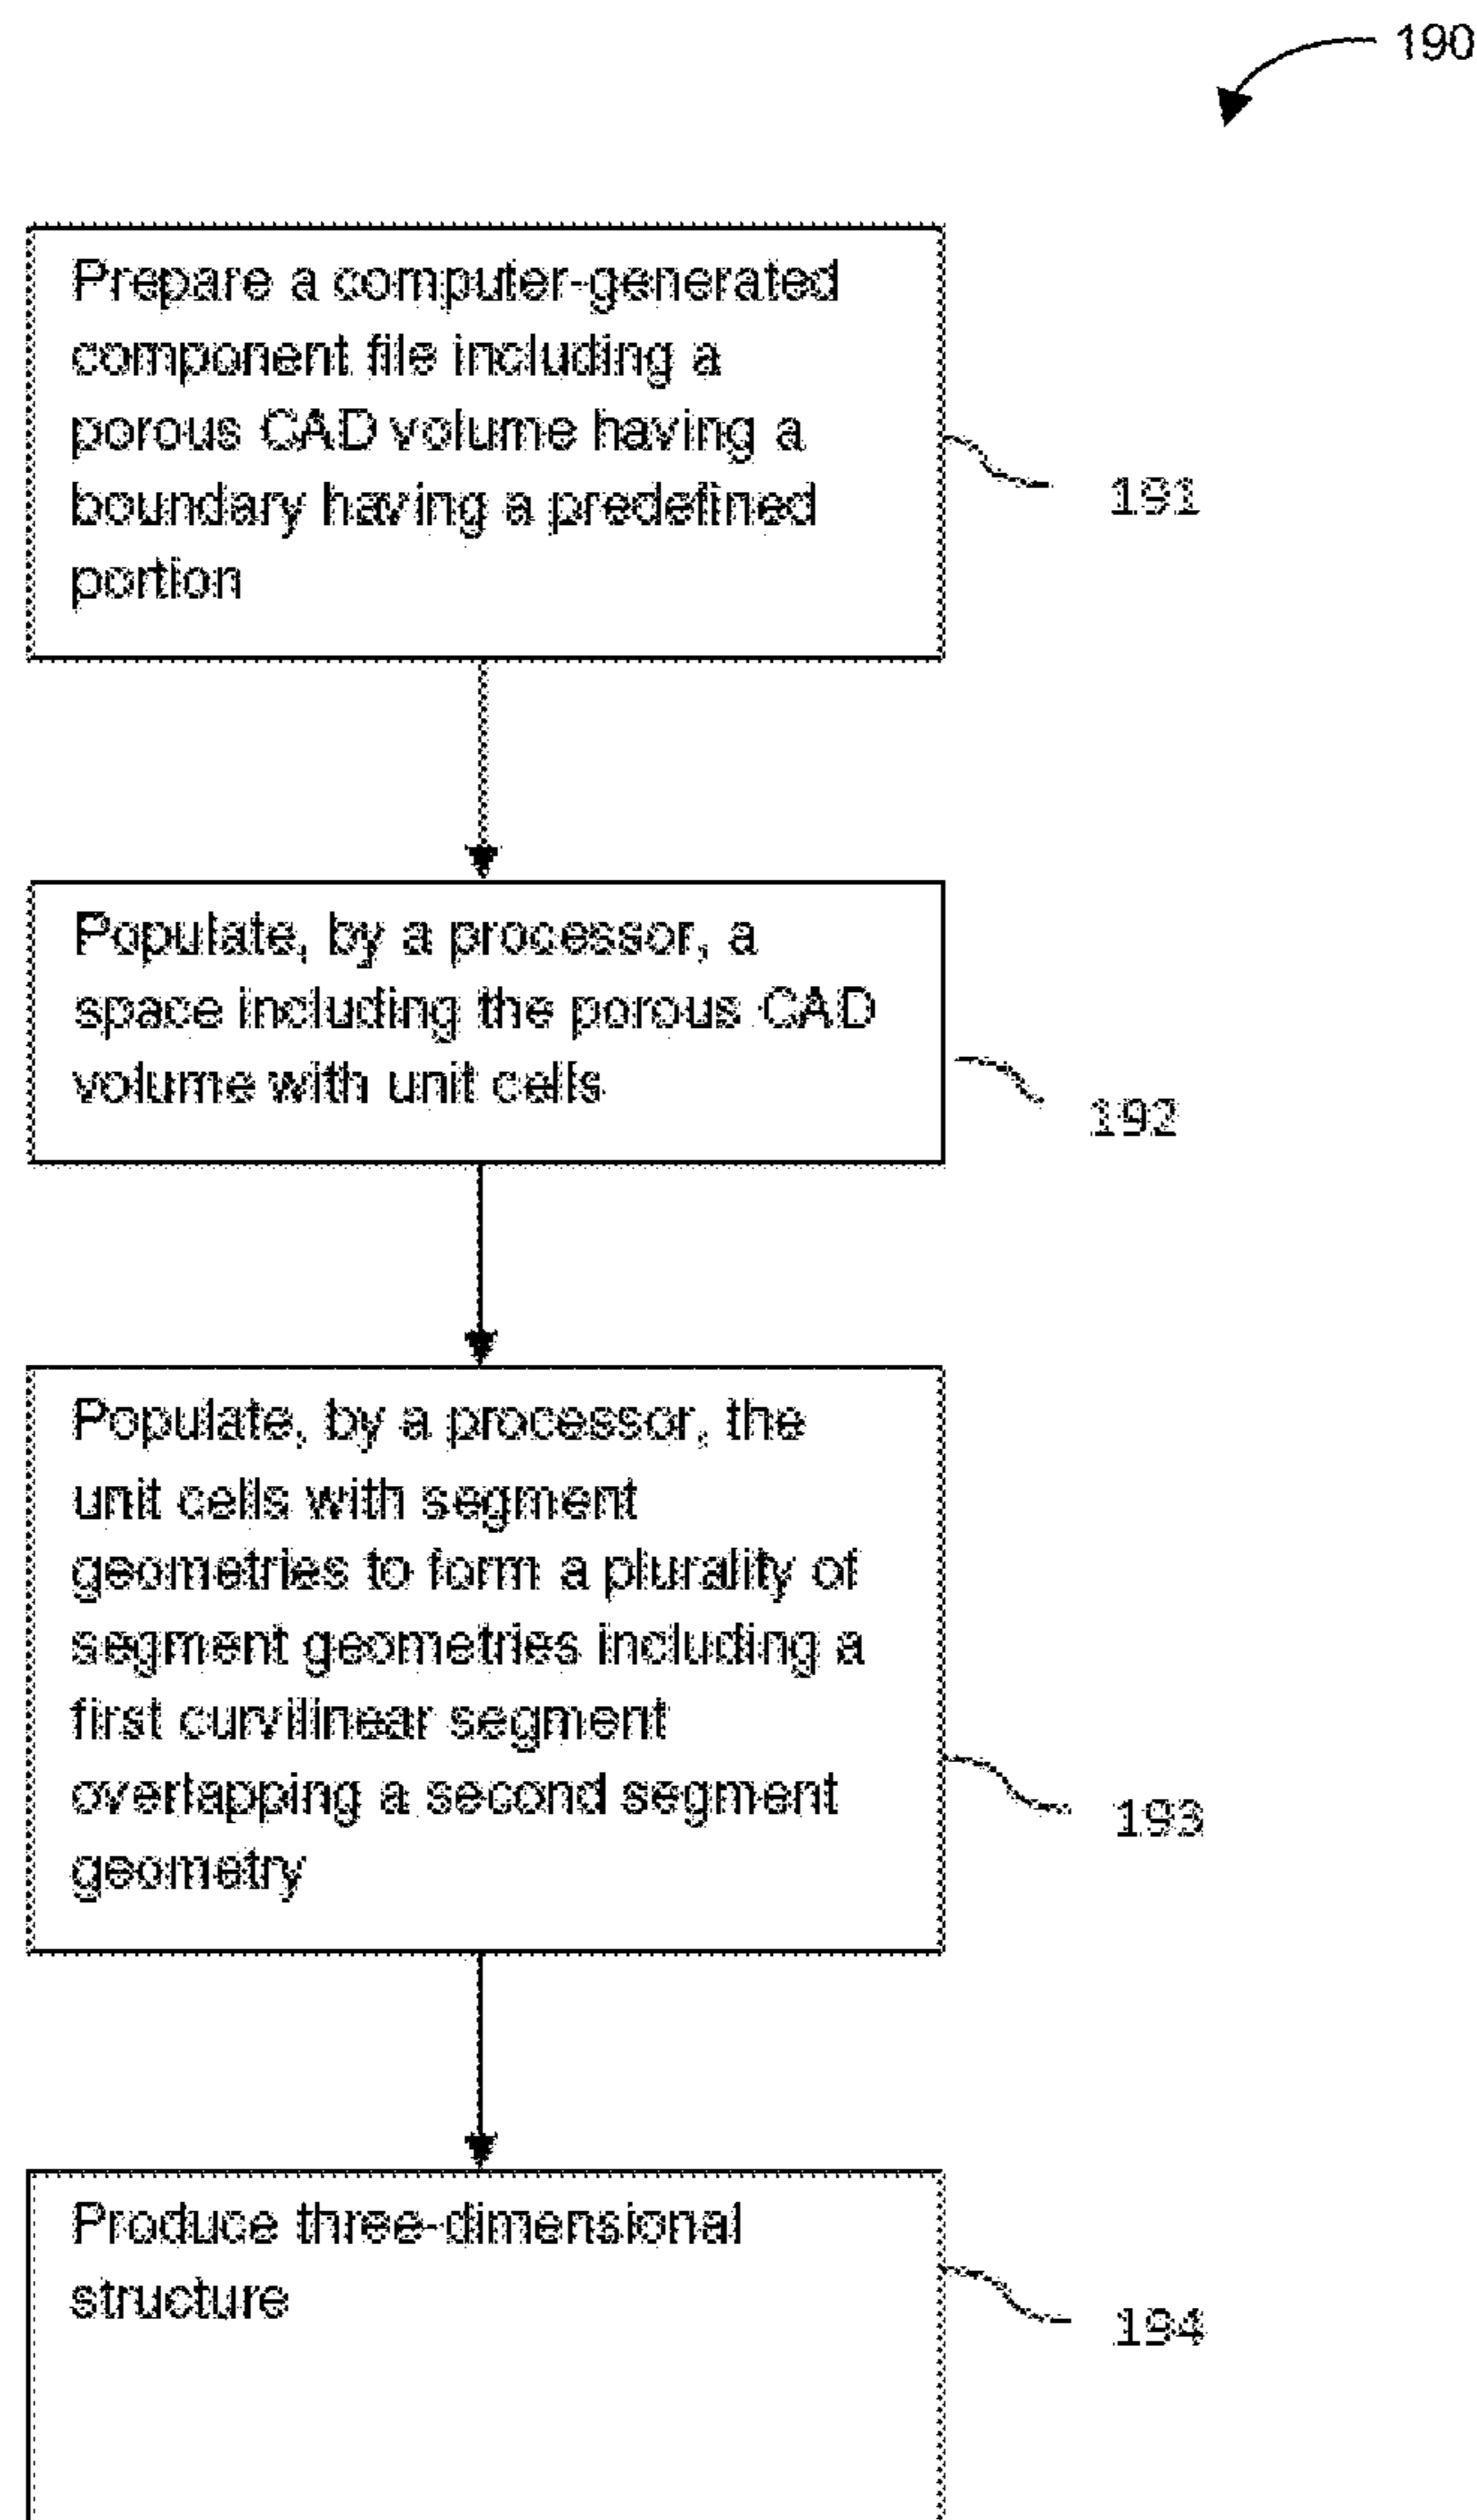 190
Prepare a computer-generated
component file including a
porous CAD volume having a
boundary having a predefined
portion
191
Populate, by a processor, a
space including the porous CAD
volume with unit cells
192
Populate, by a processor, the
unit cells with segment
geometries to form a plurality of
segment geometries including a
first curvilinear segment
overlapping a second segment
geometry
193
Produce three-dimensional
structure
194